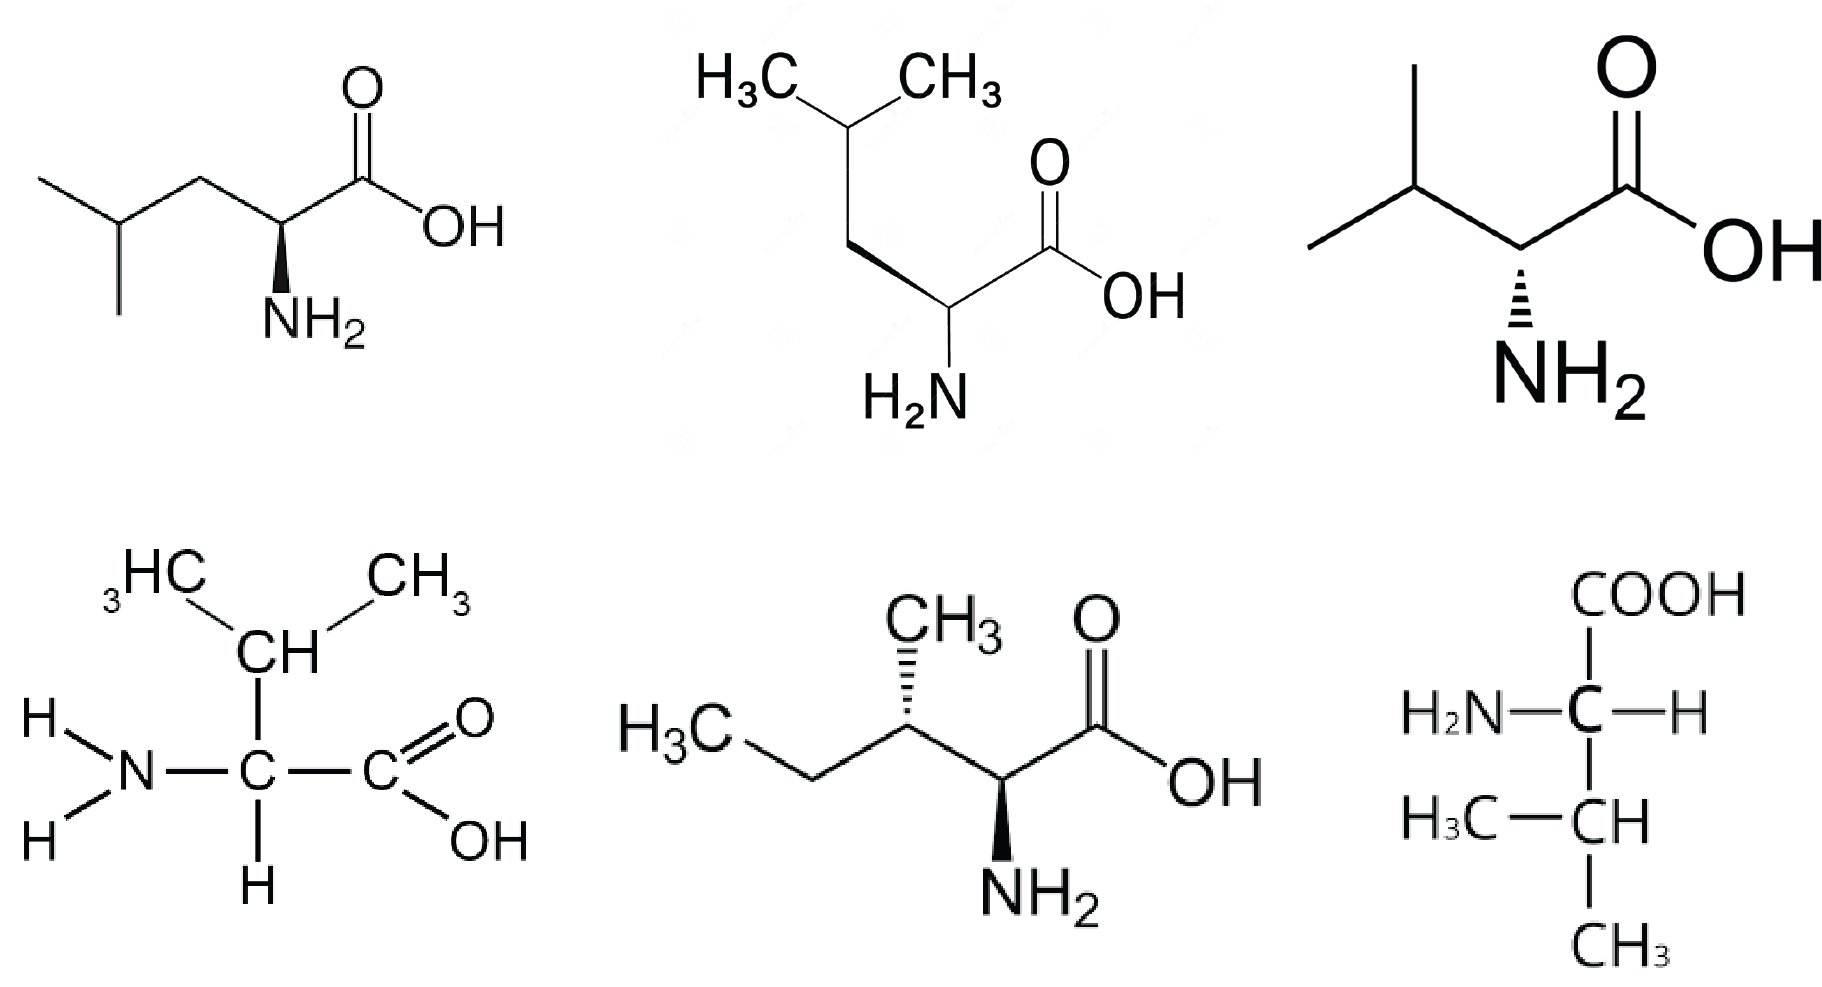 O
OH
NH2
H3C CH3
O
OH
H2N
O
OH
NH2
3HC CH3
CH
H O
N C C
H OH
H
CH3 O
H3C
OH
NH2
COOH
H2N C H
H3C CH
CH3